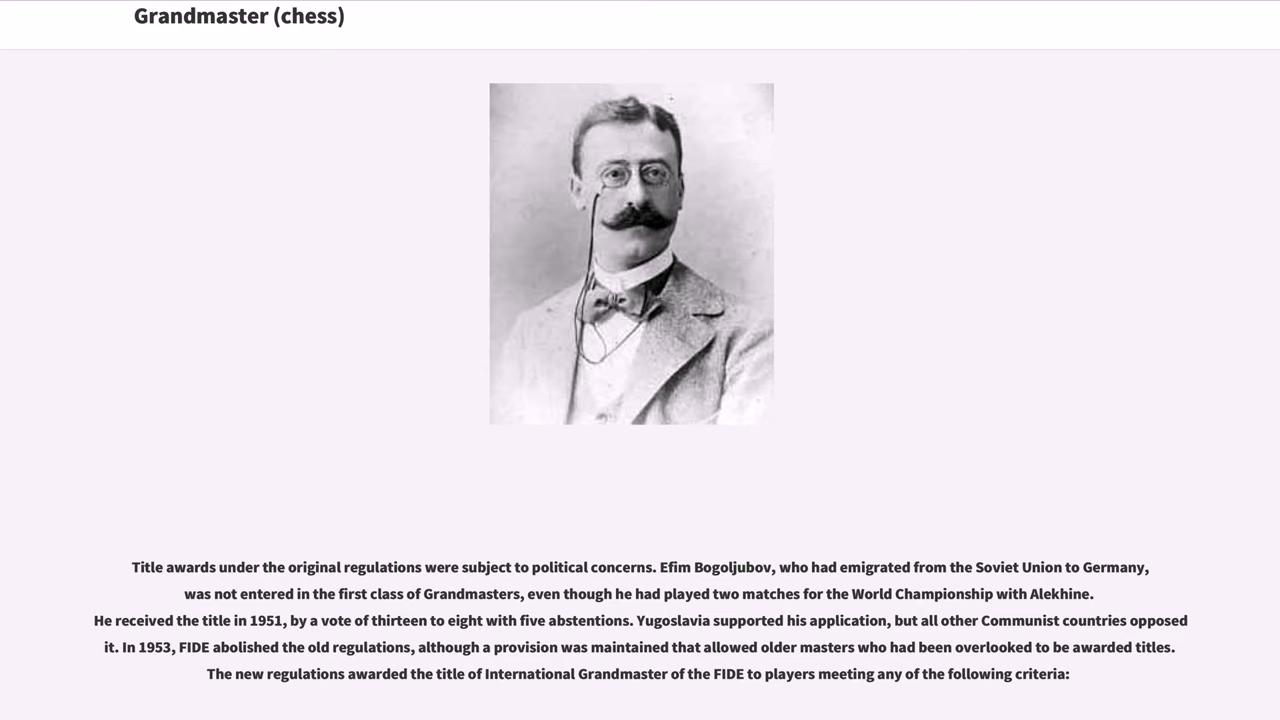 Grandmaster (chess)
Title awards under the original regulations were subject to political concerns. Efim Bogoljubov, who had emigrated from the Soviet Union to Germany,
was not entered in the first class of Grandmasters, even though he had played two matches for the World Championship with Alekhine.
He received the title in 1951, by a vote of thirteen to eight with five abstentions. Yugoslavia supported his application, but all other Communist countries opposed
it. In 1953, FIDE abolished the old regulations, although a provision was maintained that allowed older masters who had been overlooked to be awarded titles.
The new regulations awarded the title of International Grandmaster of the FIDE to players meeting any of the following criteria: